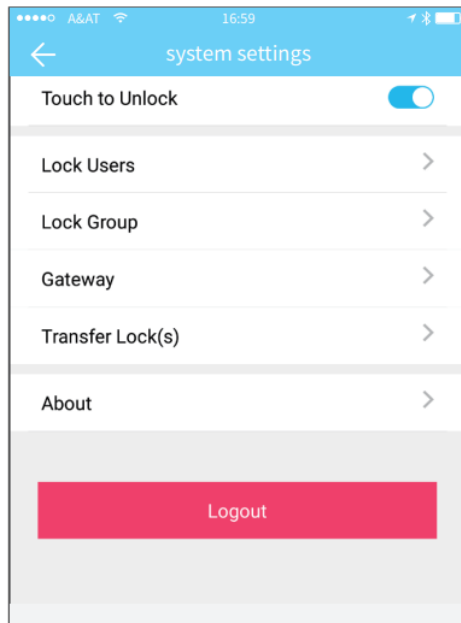 A&AT 16:59
system settings
Touch to Unlock
Lock Users
Lock Group
Gateway
Transfer Lock(s)
About
Logout